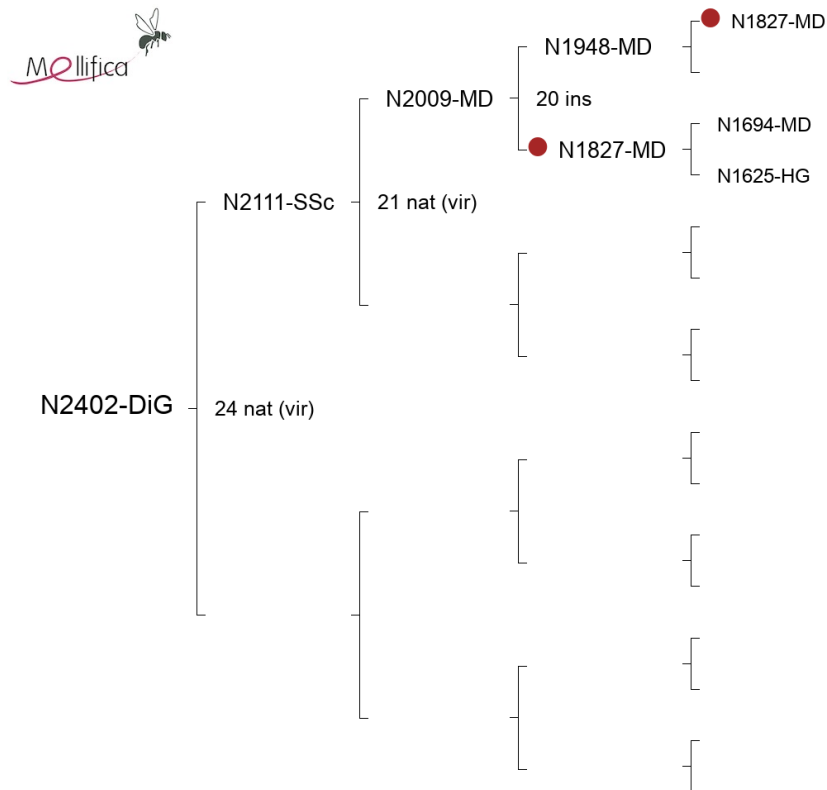 Mellifica
N1827-MD
N1948-MD
N2009-MD
20 ins
N1694-MD
N1827-MD
N1625-HG
N2111-SSc
21 nat (vir)
N2402-DiG
24 nat (vir)